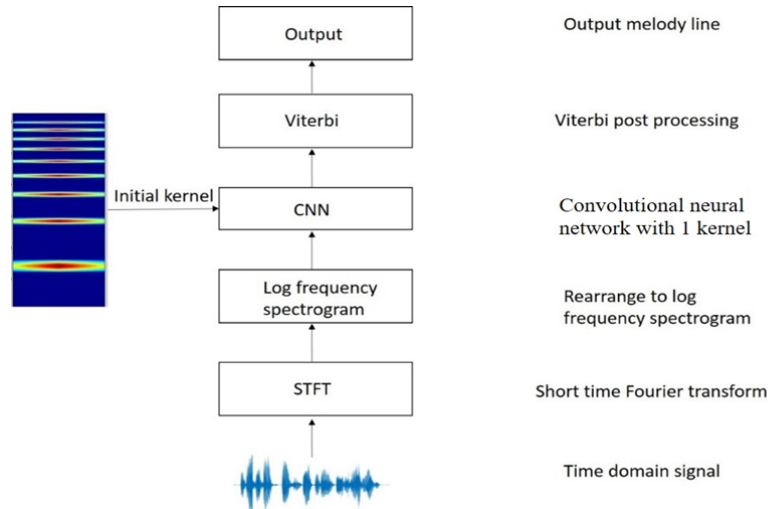 Output
Output melody line
Viterbi
Viterbi post processing
Initial kernel
CNN
Convolutional neural
network with 1 kernel
Log frequency
spectrogram
Rearrange to log
frequency spectrogram
STFT
Short time Fourier transform
Time domain signal